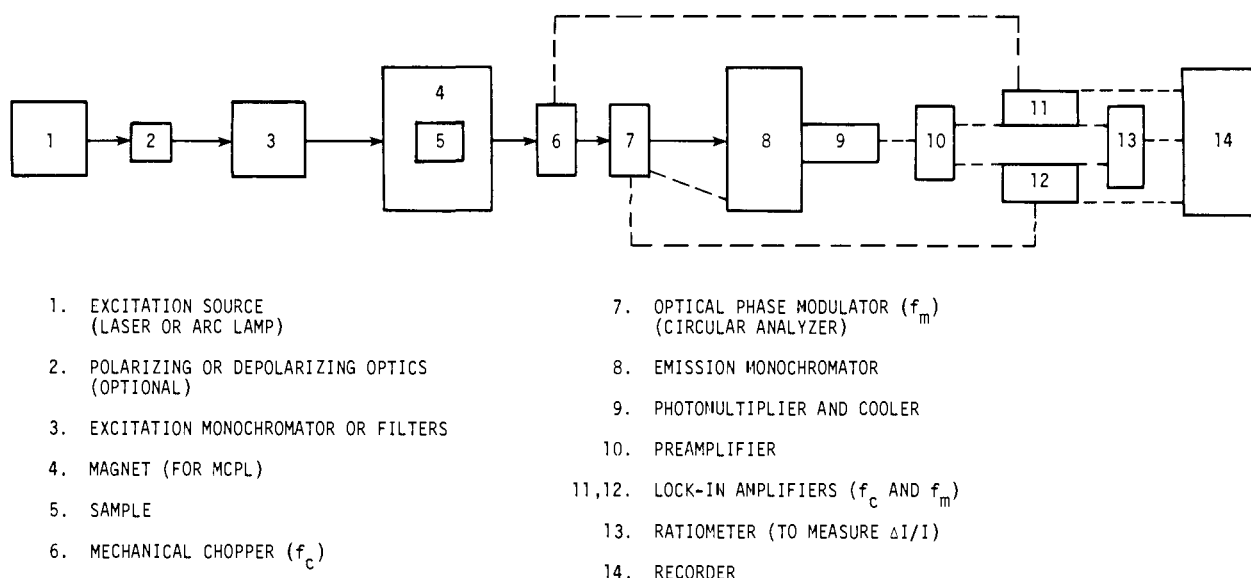 1
2
3
4
5
6
7
8
9
10
11
12
13
14
1. EXCITATION SOURCE
(LASER OR ARC LAMP)
2. POLARIZING OR DEPOLARIZING OPTICS
(OPTIONAL)
3. EXCITATION MONOCHROMATOR OR FILTERS
4. MAGNET (FOR MCPL)
5. SAMPLE
6. MECHANICAL CHOPPER (f_c)
7. OPTICAL PHASE MODULATOR (f_m)
(CIRCULAR ANALYZER)
8. EMISSION MONOCHROMATOR
9. PHOTOMULTIPLIER AND COOLER
10. PREAMPLIFIER
11,12. LOCK-IN AMPLIFIERS (f_c AND f_m)
13. RATIOMETER (TO MEASURE ΔI/I)
14. RECORDER